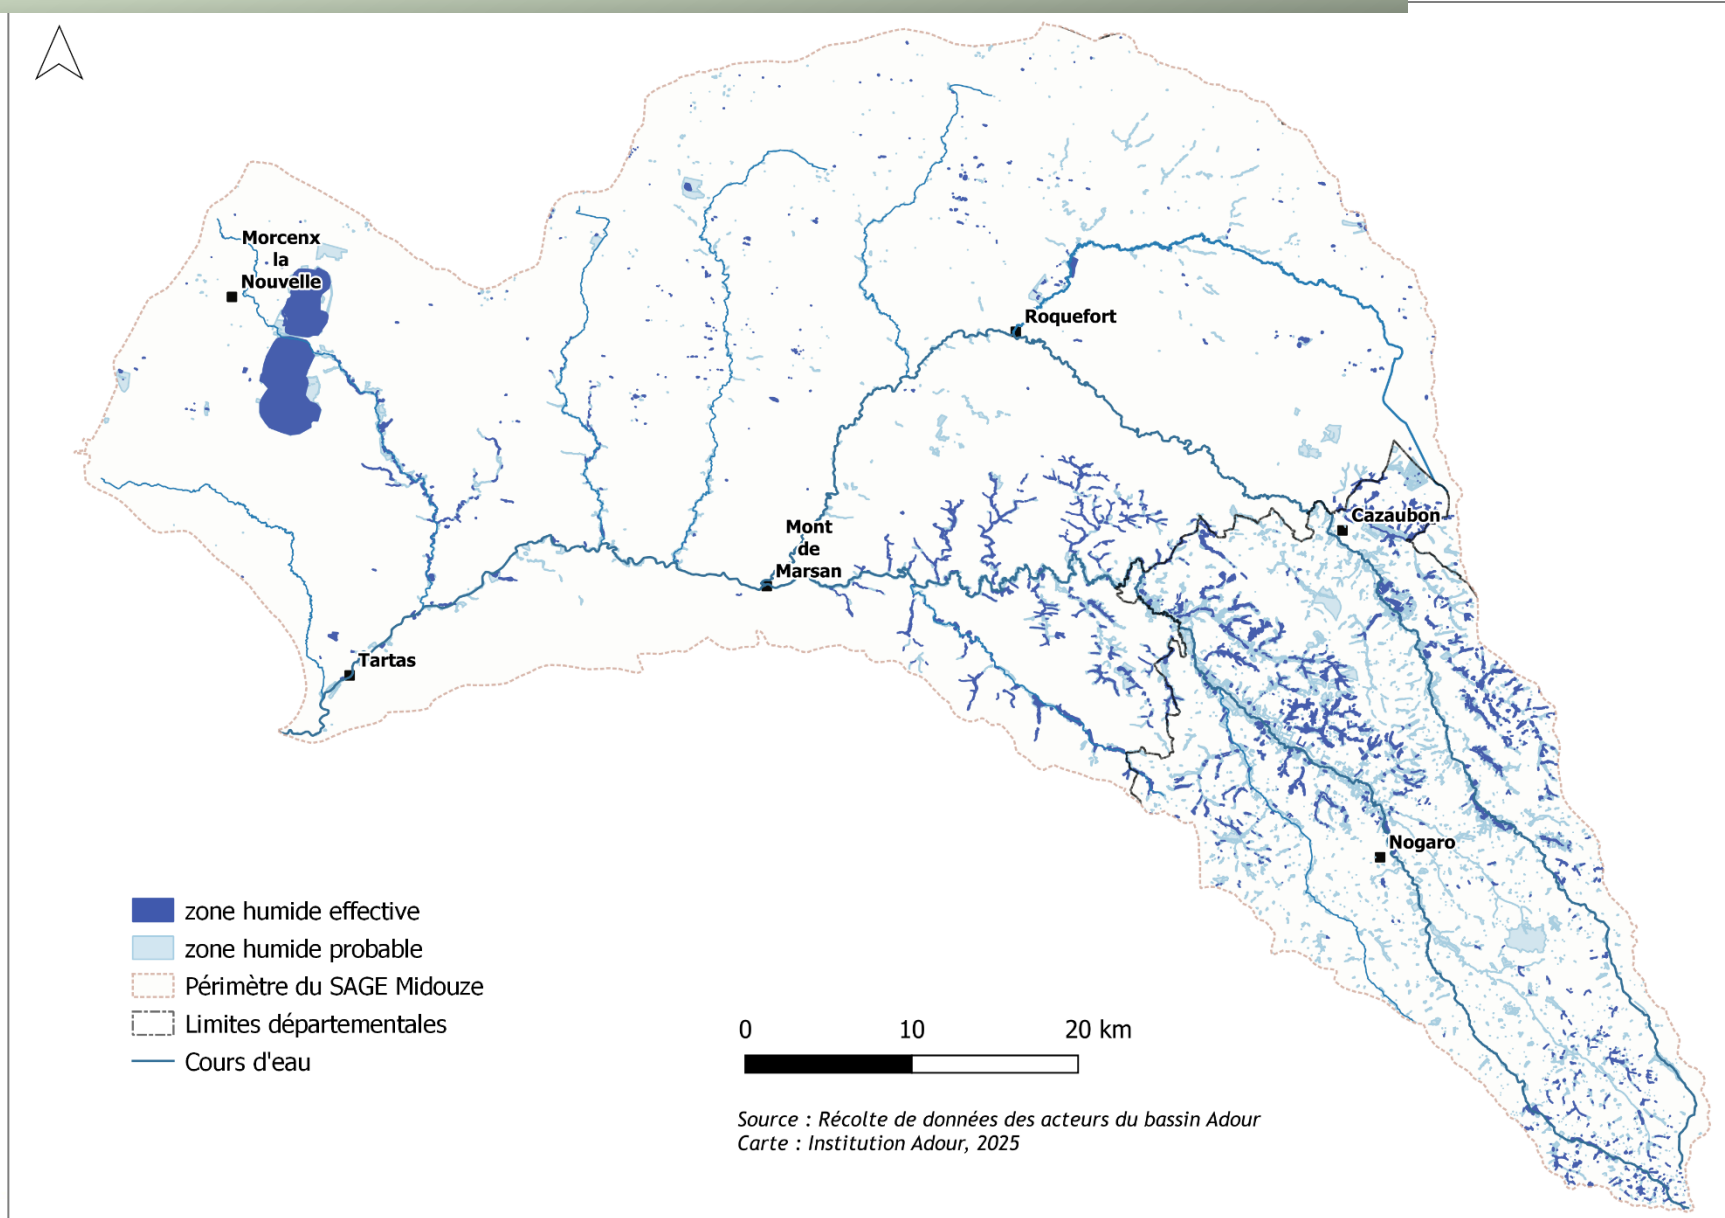 Morcenx
la
Nouvelle
Roquefort
Cazaubon
Mont
de
Marsan
Tartas
Nogaro
zone humide effective
zone humide probable
Périmètre du SAGE Midouze
Limites départementales
Cours d'eau
0 10 20 km
Source : Récolte de données des acteurs du bassin Adour
Carte : Institution Adour, 2025